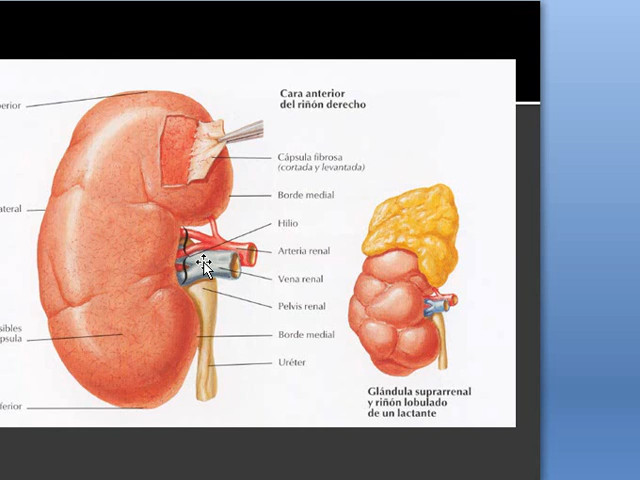 Cara anterior
del riñón derecho
erior
Cápsula fibrosa
(cortada y levantada)
Borde medial
ateral
Hilio
Arteria renal
Vena renal
Pelvis renal
sibles
psula
Borde medial
Uréter
ferior
Glándula suprarrenal
y riñón lobulado
de un lactante